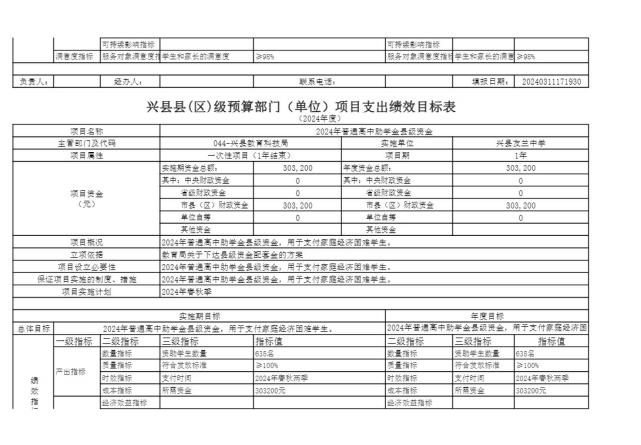 可持续影响指标 可持续影响指标
满意度指标 服务对象满意度指 学生和家长的满意度 ≥98% 服务对象满意度指标 学生和家长的满意 ≥98%
负责人: 经办人: 联系电话: 填报日期: 20240311171930
兴县县(区)级预算部门(单位)项目支出绩效目标表
(2024年度)
项目名称 2024年普通高中助学金县级资金
主管部门及代码 044-兴县教育科技局 实施单位 兴县友兰中学
项目属性 一次性项目(1年结束) 项目期 1年
项目资金(元) 实施期资金总额: 303,200 年度资金总额: 303,200
其中:中央财政资金 0 其中:中央财政资金 0
省级财政资金 0 省级财政资金 0
市县(区)财政资金 303,200 市县(区)财政资金 303,200
单位自筹 0 单位自筹 0
其他资金 其他资金
项目概况 2024年普通高中助学金县级资金,用于支付家庭经济困难学生。
立项依据 教育局关于下达县级资金配套金的方案
项目设立必要性 2024年普通高中助学金县级资金,用于支付家庭经济困难学生。
保证项目实施的制度、措施 2024年普通高中助学金县级资金,用于支付家庭经济困难学生。
项目实施计划 2024年春秋季
实施期目标 年度目标
总体目标 2024年普通高中助学金县级资金,用于支付家庭经济困难学生。 2024年普通高中助学金县级资金,用于支付家庭经济困
一级指标 二级指标 三级指标 指标值 二级指标 三级指标 指标值
数量指标 资助学生数量 638名 数量指标 资助学生数量 638名
产出指标 质量指标 符合发放标准 ≥100% 质量指标 符合发放标准 ≥100%
时效指标 支付时间 2024年春秋两季 时效指标 支付时间 2024年春秋两季
成本指标 所需资金 303200元 成本指标 所需资金 303200元
经济效益指标 经济效益指标
绩效指